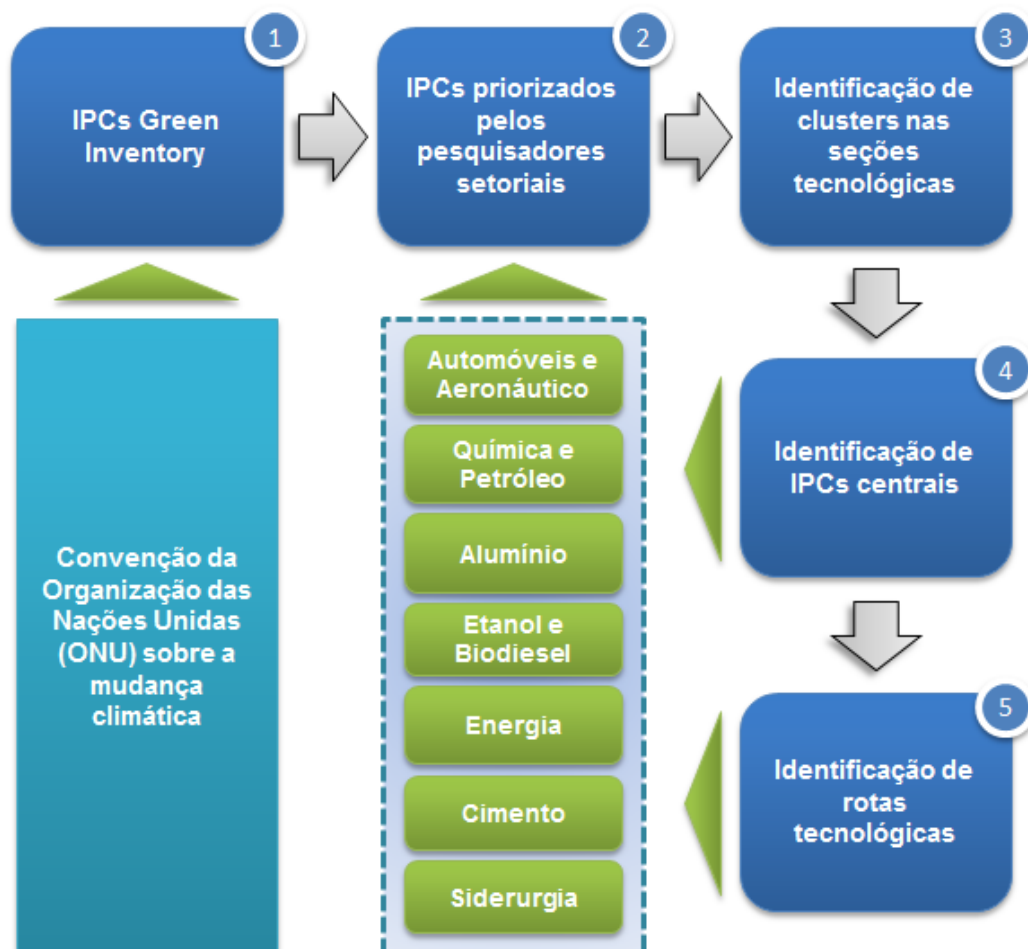 1
IPCs Green
Inventory
2
IPCs priorizados
pelos
pesquisadores
setoriais
3
Identificação de
clusters nas
seções
tecnológicas
Convenção da
Organização das
Nações Unidas
(ONU) sobre a
mudança
climática
Automóveis e
Aeronáutico
Química e
Petróleo
Alumínio
Etanol e
Biodiesel
Energia
Cimento
Siderurgia
4
Identificação de
IPCs centrais
5
Identificação de
rotas
tecnológicas